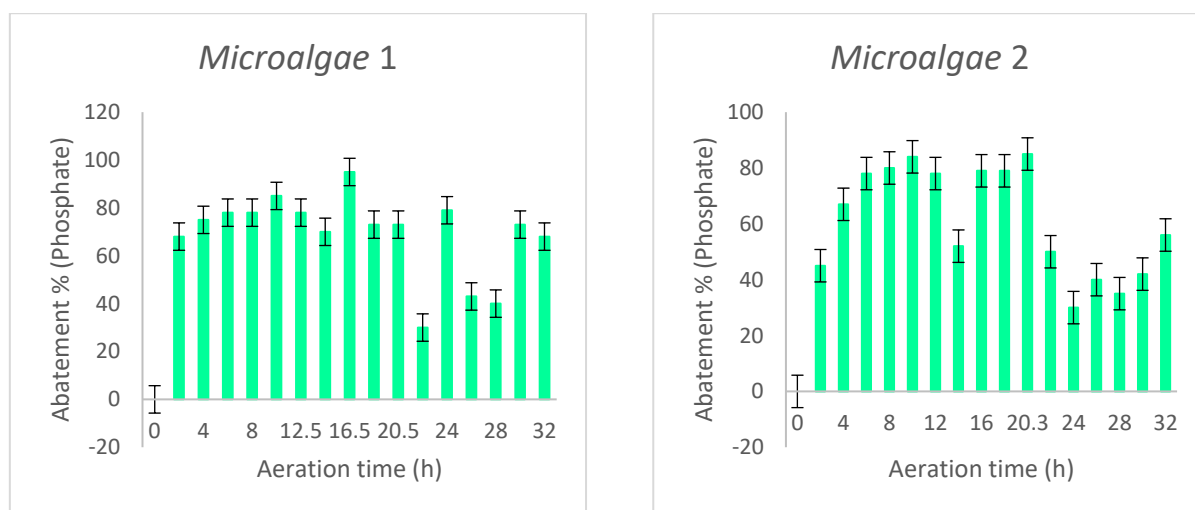 Microalgae 1
120
100
80
60
40
20
0
-20
Abatement % (Phosphate)
0 4 8 12.5 16.5 20.5 24 28 32
Aeration time (h)
Microalgae 2
100
80
60
40
20
0
-20
Abatement % (Phosphate)
0 4 8 12 16 20.3 24 28 32
Aeration time (h)